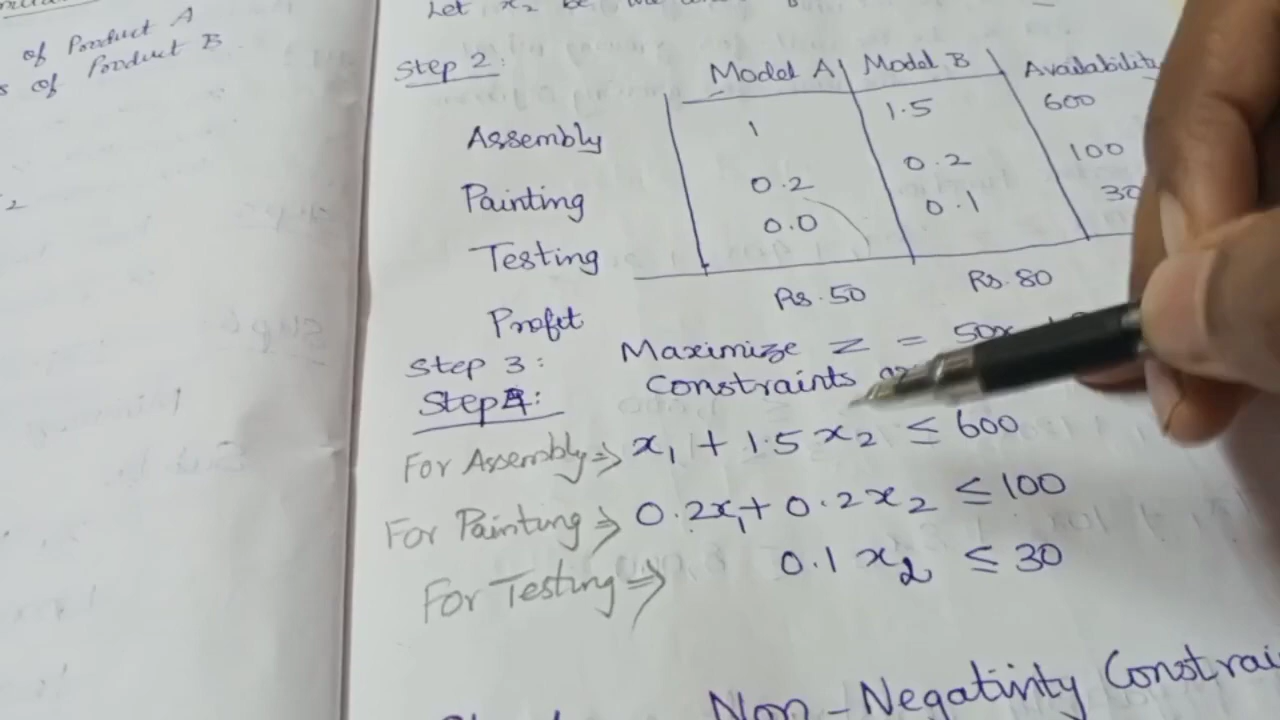 of Product A
of Product B
2
Let x2 be the
Step 2:
Model A Model B Availability
Assembly 1 1.5 600
Painting 0.2 0.2 100
Testing 0.0 0.1 30
Profit Rs.50 Rs.80
Step 3: Maximize Z = 50x
Step 4: Constraints
For Assembly ⇒ x1 + 1.5 x2 ≤ 600
For Painting ⇒ 0.2x1 + 0.2x2 ≤ 100
For Testing ⇒ 0.1 x2 ≤ 30
Non-Negativity Constrai